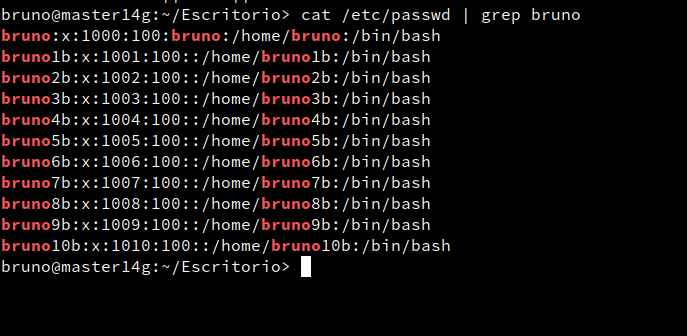 bruno@master14g:~/Escritorio> cat /etc/passwd | grep bruno
bruno:x:1000:100:bruno:/home/bruno:/bin/bash
bruno1b:x:1001:100::/home/bruno1b:/bin/bash
bruno2b:x:1002:100::/home/bruno2b:/bin/bash
bruno3b:x:1003:100::/home/bruno3b:/bin/bash
bruno4b:x:1004:100::/home/bruno4b:/bin/bash
bruno5b:x:1005:100::/home/bruno5b:/bin/bash
bruno6b:x:1006:100::/home/bruno6b:/bin/bash
bruno7b:x:1007:100::/home/bruno7b:/bin/bash
bruno8b:x:1008:100::/home/bruno8b:/bin/bash
bruno9b:x:1009:100::/home/bruno9b:/bin/bash
bruno10b:x:1010:100::/home/bruno10b:/bin/bash
bruno@master14g:~/Escritorio>